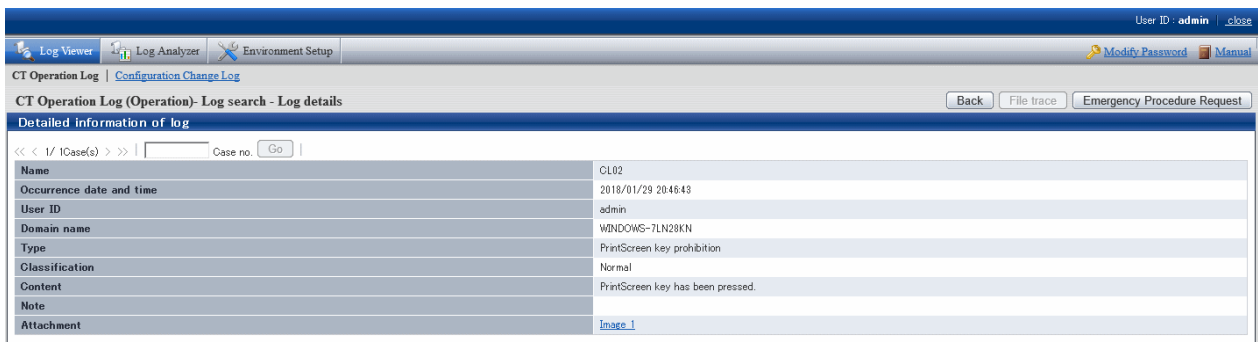 User ID : admin | close
Log Viewer Log Analyzer Environment Setup Modify Password Manual
CT Operation Log | Configuration Change Log
CT Operation Log (Operation)- Log search - Log details Back File trace Emergency Procedure Request
Detailed information of log
<< < 1/ 1Case(s) > >> | Case no. Go |
Name CL02
Occurrence date and time 2018/01/29 20:46:43
User ID admin
Domain name WINDOWS-7LN28KN
Type PrintScreen key prohibition
Classification Normal
Content PrintScreen key has been pressed.
Note
Attachment Image 1